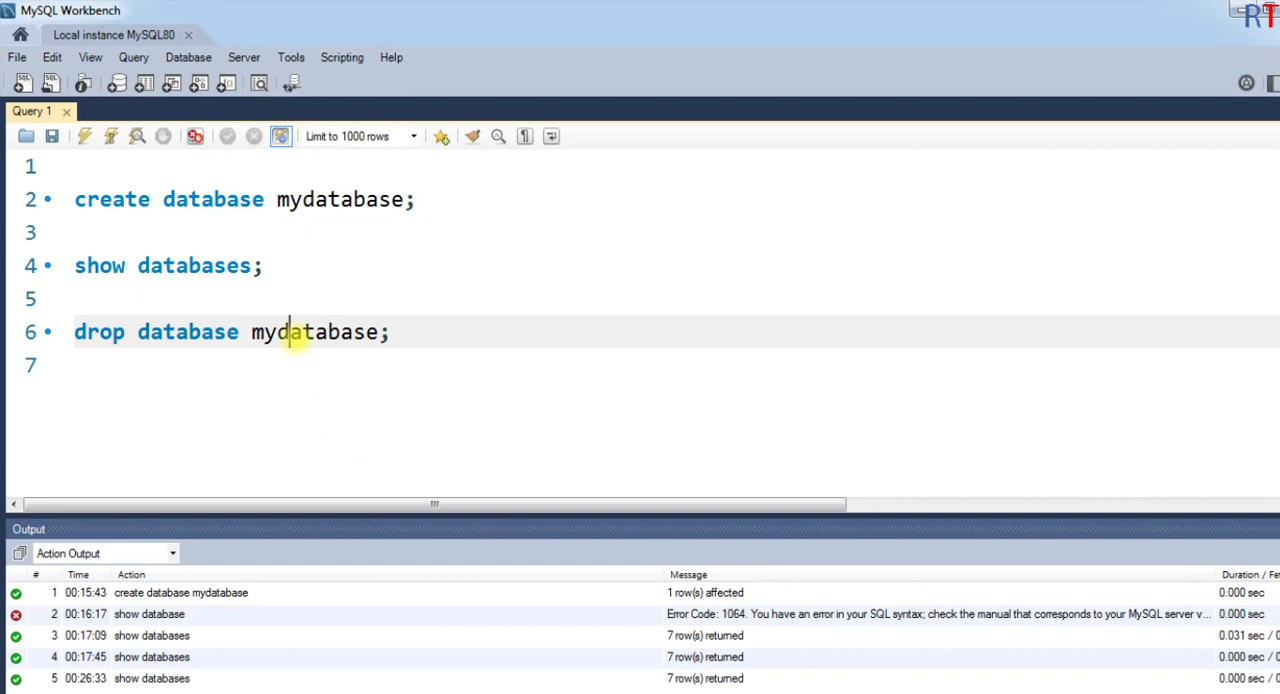 MySQL Workbench
RT
Local instance MySQL80
File Edit View Query Database Server Tools Scripting Help
Query 1
Limit to 1000 rows
1
2 create database mydatabase;
3
4 show databases;
5
6 drop database mydatabase;
7
Output
Action Output
# Time Action Message Duration / Fe
1 00:15:43 create database mydatabase 1 row(s) affected 0.000 sec
2 00:16:17 show database Error Code: 1064. You have an error in your SQL syntax; check the manual that corresponds to your MySQL server v... 0.000 sec
3 00:17:09 show databases 7 row(s) returned 0.031 sec /
4 00:17:45 show databases 7 row(s) returned 0.000 sec /
5 00:26:33 show databases 7 row(s) returned 0.000 sec /